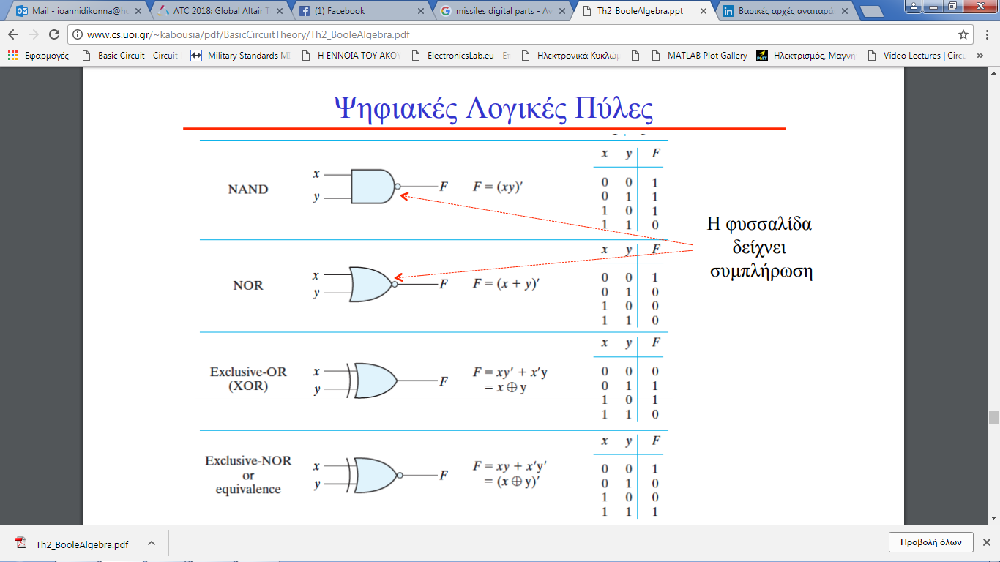 Mail - ioannidikonna@ho
ATC 2018: Global Altair T
(1) Facebook
missiles digital parts - Αν
Th2_BooleAlgebra.ppt
Βασικές αρχές αναπαρά
www.cs.uoi.gr/~kabousia/pdf/BasicCircuitTheory/Th2_BooleAlgebra.pdf
Εφαρμογές
Basic Circuit - Circuit
Military Standards MI
Η ΕΝΝΟΙΑ ΤΟΥ ΑΚΟΥ
ElectronicsLab.eu - Ετ
Ηλεκτρονικά Κυκλώμ
MATLAB Plot Gallery
Ηλεκτρισμός, Μαγνή
Video Lectures | Circu
»
Ψηφιακές Λογικές Πύλες
x y F
NAND
x
y
F
F = (xy)′
0 0 1
0 1 1
1 0 1
1 1 0
Η φυσσαλίδα
δείχνει
συμπλήρωση
x y F
NOR
x
y
F
F = (x + y)′
0 0 1
0 1 0
1 0 0
1 1 0
x y F
Exclusive-OR
(XOR)
x
y
F
F = xy′ + x′y
= x ⊕ y
0 0 0
0 1 1
1 0 1
1 1 0
x y F
Exclusive-NOR
or
equivalence
x
y
F
F = xy + x′y′
= (x ⊕ y)′
0 0 1
0 1 0
1 0 0
1 1 1
Th2_BooleAlgebra.pdf
Προβολή όλων